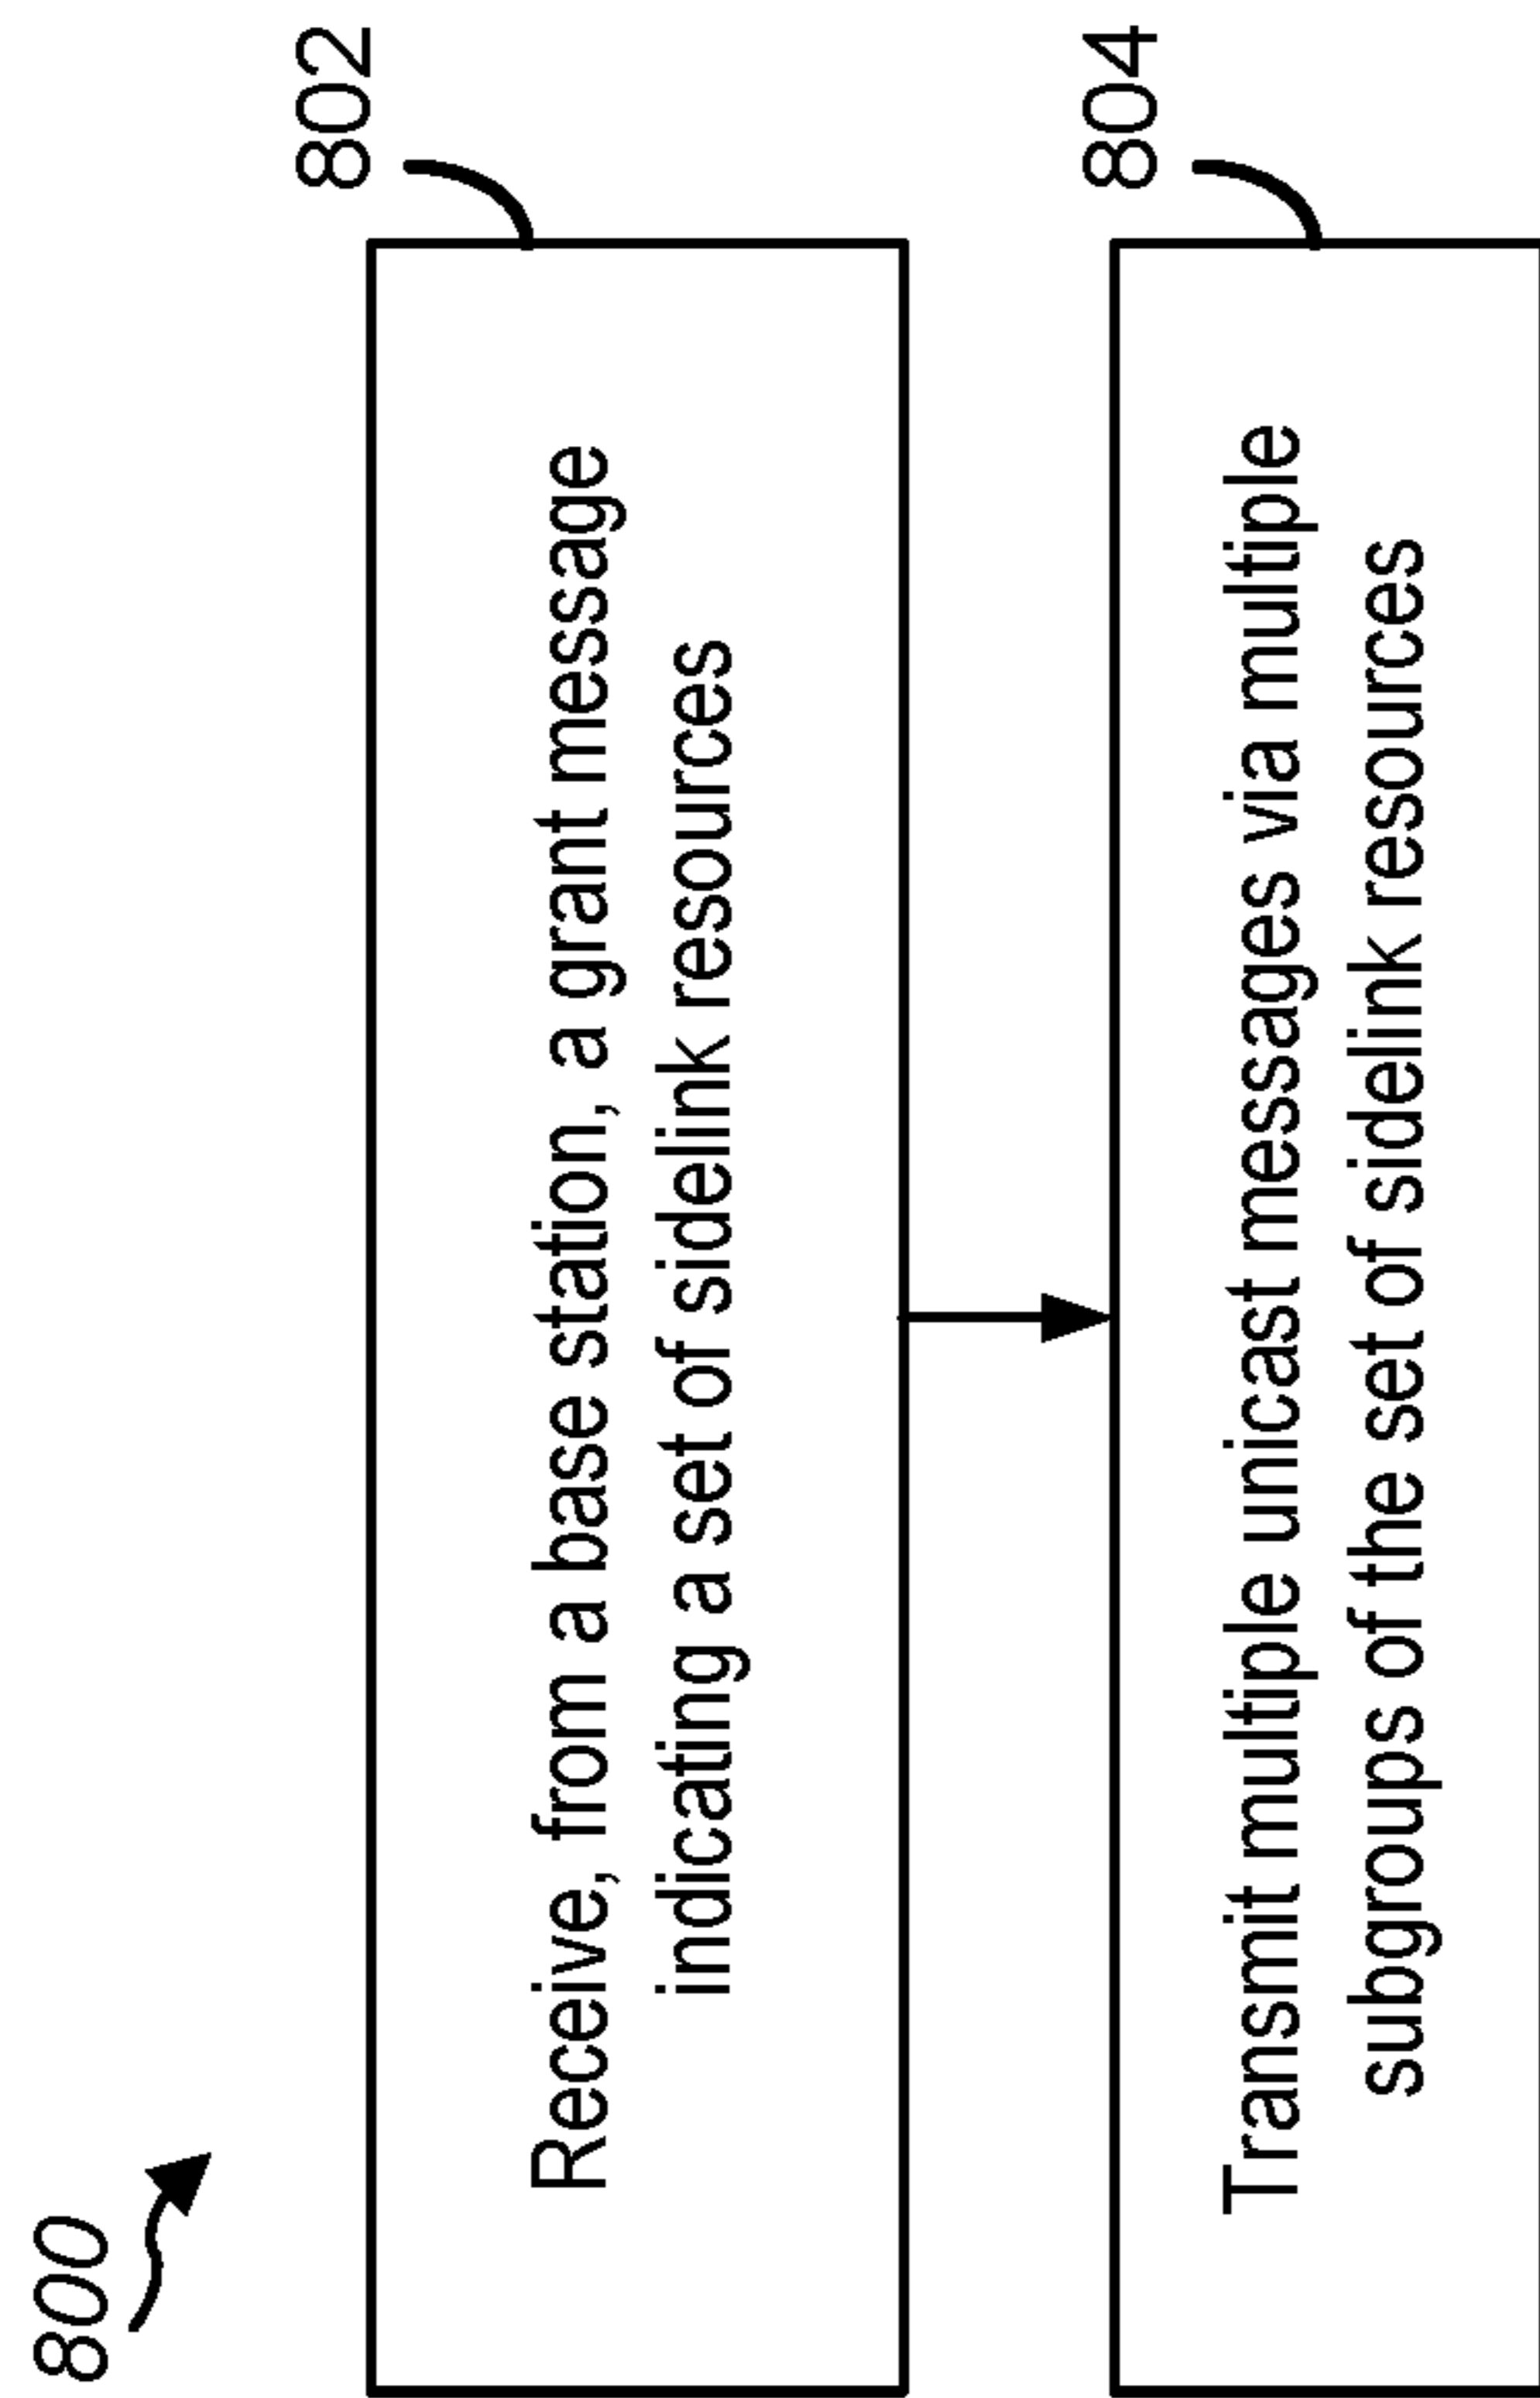 800
802
Receive, from a base station, a grant message
indicating a set of sidelink resources
804
Transmit multiple unicast messages via multiple
subgroups of the set of sidelink resources